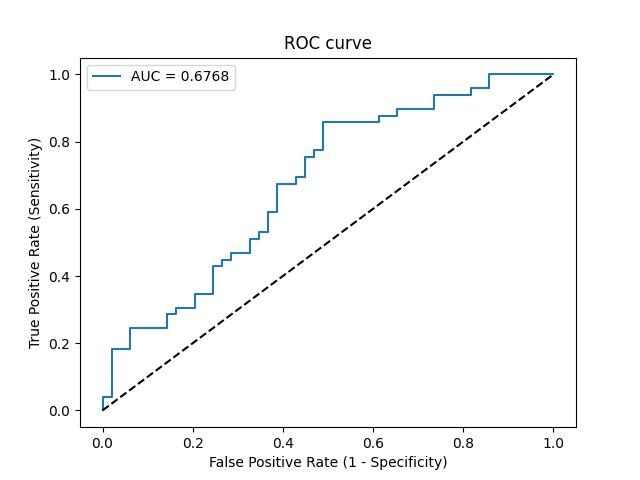 ROC curve
AUC = 0.6768
True Positive Rate (Sensitivity)
1.0
0.8
0.6
0.4
0.2
0.0
0.0 0.2 0.4 0.6 0.8 1.0
False Positive Rate (1 - Specificity)